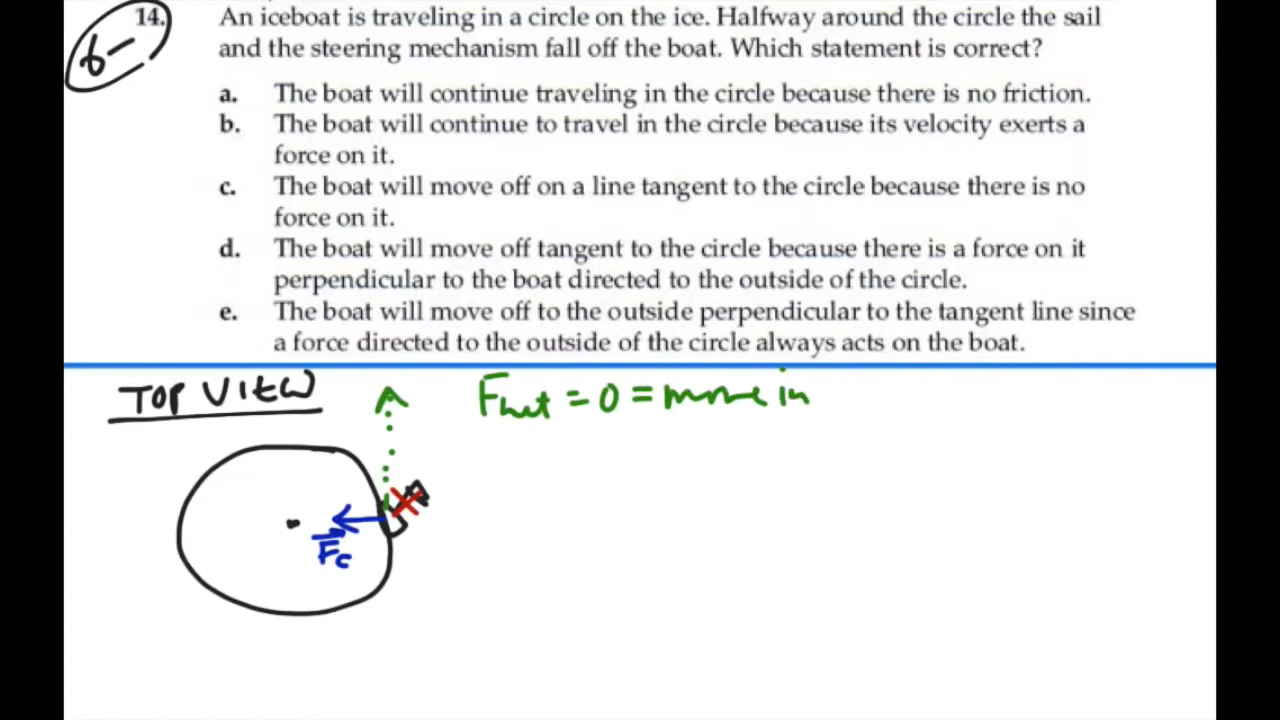 6-
14. An iceboat is traveling in a circle on the ice. Halfway around the circle the sail
and the steering mechanism fall off the boat. Which statement is correct?
a. The boat will continue traveling in the circle because there is no friction.
b. The boat will continue to travel in the circle because its velocity exerts a
force on it.
c. The boat will move off on a line tangent to the circle because there is no
force on it.
d. The boat will move off tangent to the circle because there is a force on it
perpendicular to the boat directed to the outside of the circle.
e. The boat will move off to the outside perpendicular to the tangent line since
a force directed to the outside of the circle always acts on the boat.
TOP VIEW
Fnet = 0 = move in
Fc